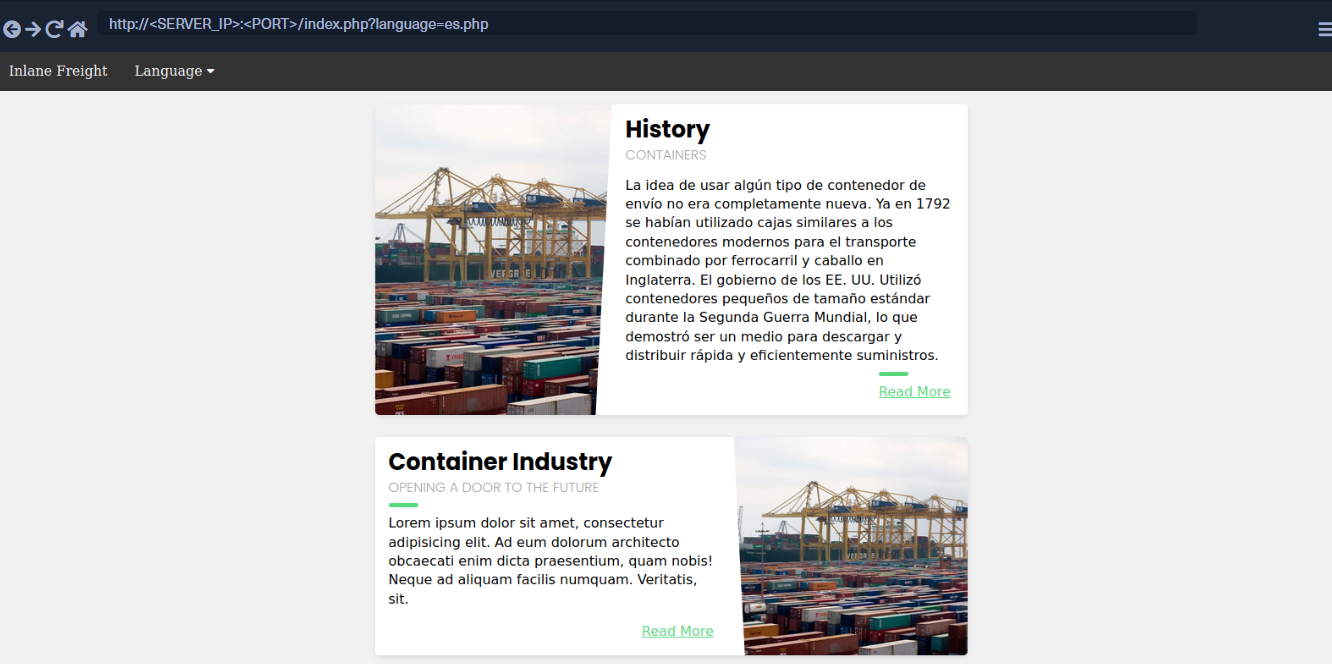 http://<SERVER_IP>:<PORT>/index.php?language=es.php
Inlane Freight Language
History
CONTAINERS
La idea de usar algún tipo de contenedor de
envío no era completamente nueva. Ya en 1792
se habían utilizado cajas similares a los
contenedores modernos para el transporte
combinado por ferrocarril y caballo en
Inglaterra. El gobierno de los EE. UU. Utilizó
contenedores pequeños de tamaño estándar
durante la Segunda Guerra Mundial, lo que
demostró ser un medio para descargar y
distribuir rápida y eficientemente suministros.
Read More
Container Industry
OPENING A DOOR TO THE FUTURE
Lorem ipsum dolor sit amet, consectetur
adipisicing elit. Ad eum dolorum architecto
obcaecati enim dicta praesentium, quam nobis!
Neque ad aliquam facilis numquam. Veritatis,
sit.
Read More